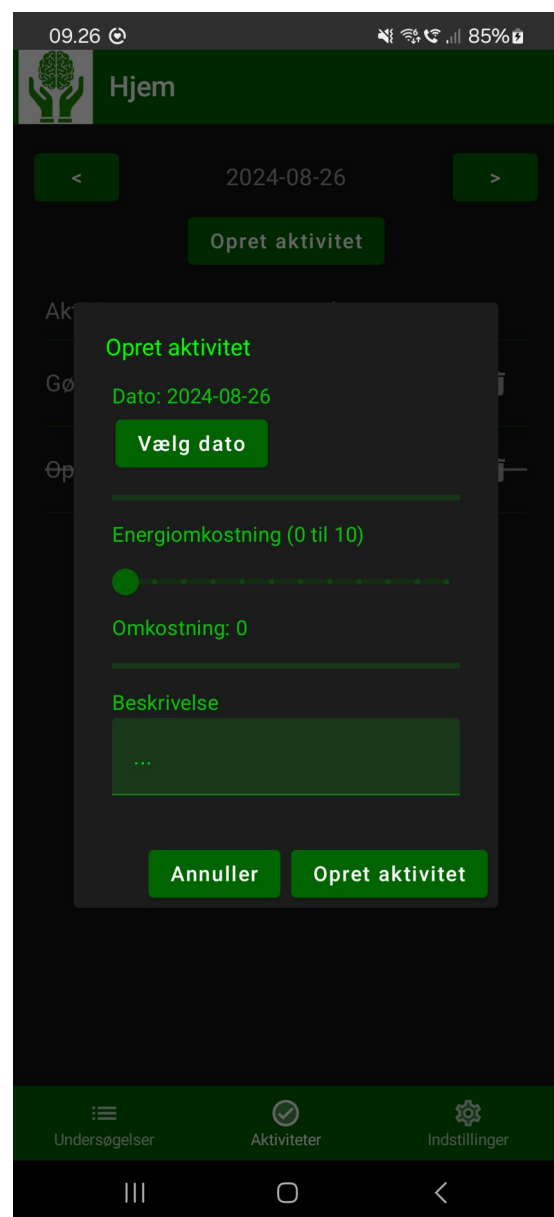 09.26
85%
Hjem
<
2024-08-26
>
Opret aktivitet
Opret aktivitet
Dato: 2024-08-26
Vælg dato
Energiomkostning (0 til 10)
Omkostning: 0
Beskrivelse
...
Annuller
Opret aktivitet
Undersøgelser
Aktiviteter
Indstillinger